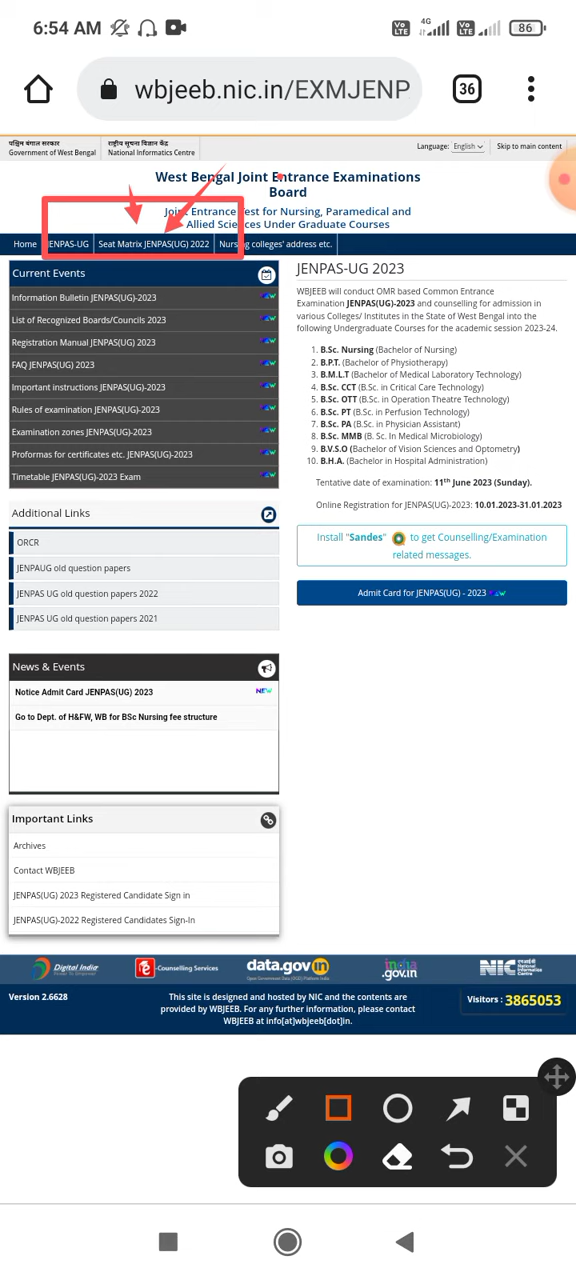 6:54 AM
4G
Vo LTE
Vo LTE
86
wbjeeb.nic.in/EXMJENP
36
पश्चिम बंगाल सरकार
Government of West Bengal
राष्ट्रीय सूचना विज्ञान केंद्र
National Informatics Centre
Language: English
Skip to main content
West Bengal Joint Entrance Examinations
Board
Joint Entrance Test for Nursing, Paramedical and
Allied Sciences Under Graduate Courses
Home
JENPAS-UG
Seat Matrix JENPAS(UG) 2022
Nursing colleges' address etc.
Current Events
Information Bulletin JENPAS(UG)-2023
List of Recognized Boards/Councils 2023
Registration Manual JENPAS(UG) 2023
FAQ JENPAS(UG) 2023
Important instructions JENPAS(UG)-2023
Rules of examination JENPAS(UG)-2023
Examination zones JENPAS(UG)-2023
Proformas for certificates etc. JENPAS(UG)-2023
Timetable JENPAS(UG)-2023 Exam
Additional Links
ORCR
JENPAUG old question papers
JENPAS UG old question papers 2022
JENPAS UG old question papers 2021
News & Events
Notice Admit Card JENPAS(UG) 2023 NEW
Go to Dept. of H&FW, WB for BSc Nursing fee structure
Important Links
Archives
Contact WBJEEB
JENPAS(UG) 2023 Registered Candidate Sign in
JENPAS(UG)-2022 Registered Candidates Sign-In
JENPAS-UG 2023
WBJEEB will conduct OMR based Common Entrance
Examination JENPAS(UG)-2023 and counselling for admission in
various Colleges/ Institutes in the State of West Bengal into the
following Undergraduate Courses for the academic session 2023-24.
1. B.Sc. Nursing (Bachelor of Nursing)
2. B.P.T. (Bachelor of Physiotherapy)
3. B.M.L.T (Bachelor of Medical Laboratory Technology)
4. B.Sc. CCT (B.Sc. in Critical Care Technology)
5. B.Sc. OTT (B.Sc. in Operation Theatre Technology)
6. B.Sc. PT (B.Sc. in Perfusion Technology)
7. B.Sc. PA (B.Sc. in Physician Assistant)
8. B.Sc. MMB (B. Sc. In Medical Microbiology)
9. B.V.S.O (Bachelor of Vision Sciences and Optometry)
10. B.H.A. (Bachelor in Hospital Administration)
Tentative date of examination: 11th June 2023 (Sunday).
Online Registration for JENPAS(UG)-2023: 10.01.2023-31.01.2023
Install "Sandes" to get Counselling/Examination
related messages.
Admit Card for JENPAS(UG) - 2023
Digital India
Power To Empower
e-Counselling Services
data.gov.in
india.gov.in
NIC National Informatics Centre
Version 2.6628
This site is designed and hosted by NIC and the contents are
provided by WBJEEB. For any further information, please contact
WBJEEB at info[at]wbjeeb[dot]in.
Visitors : 3865053